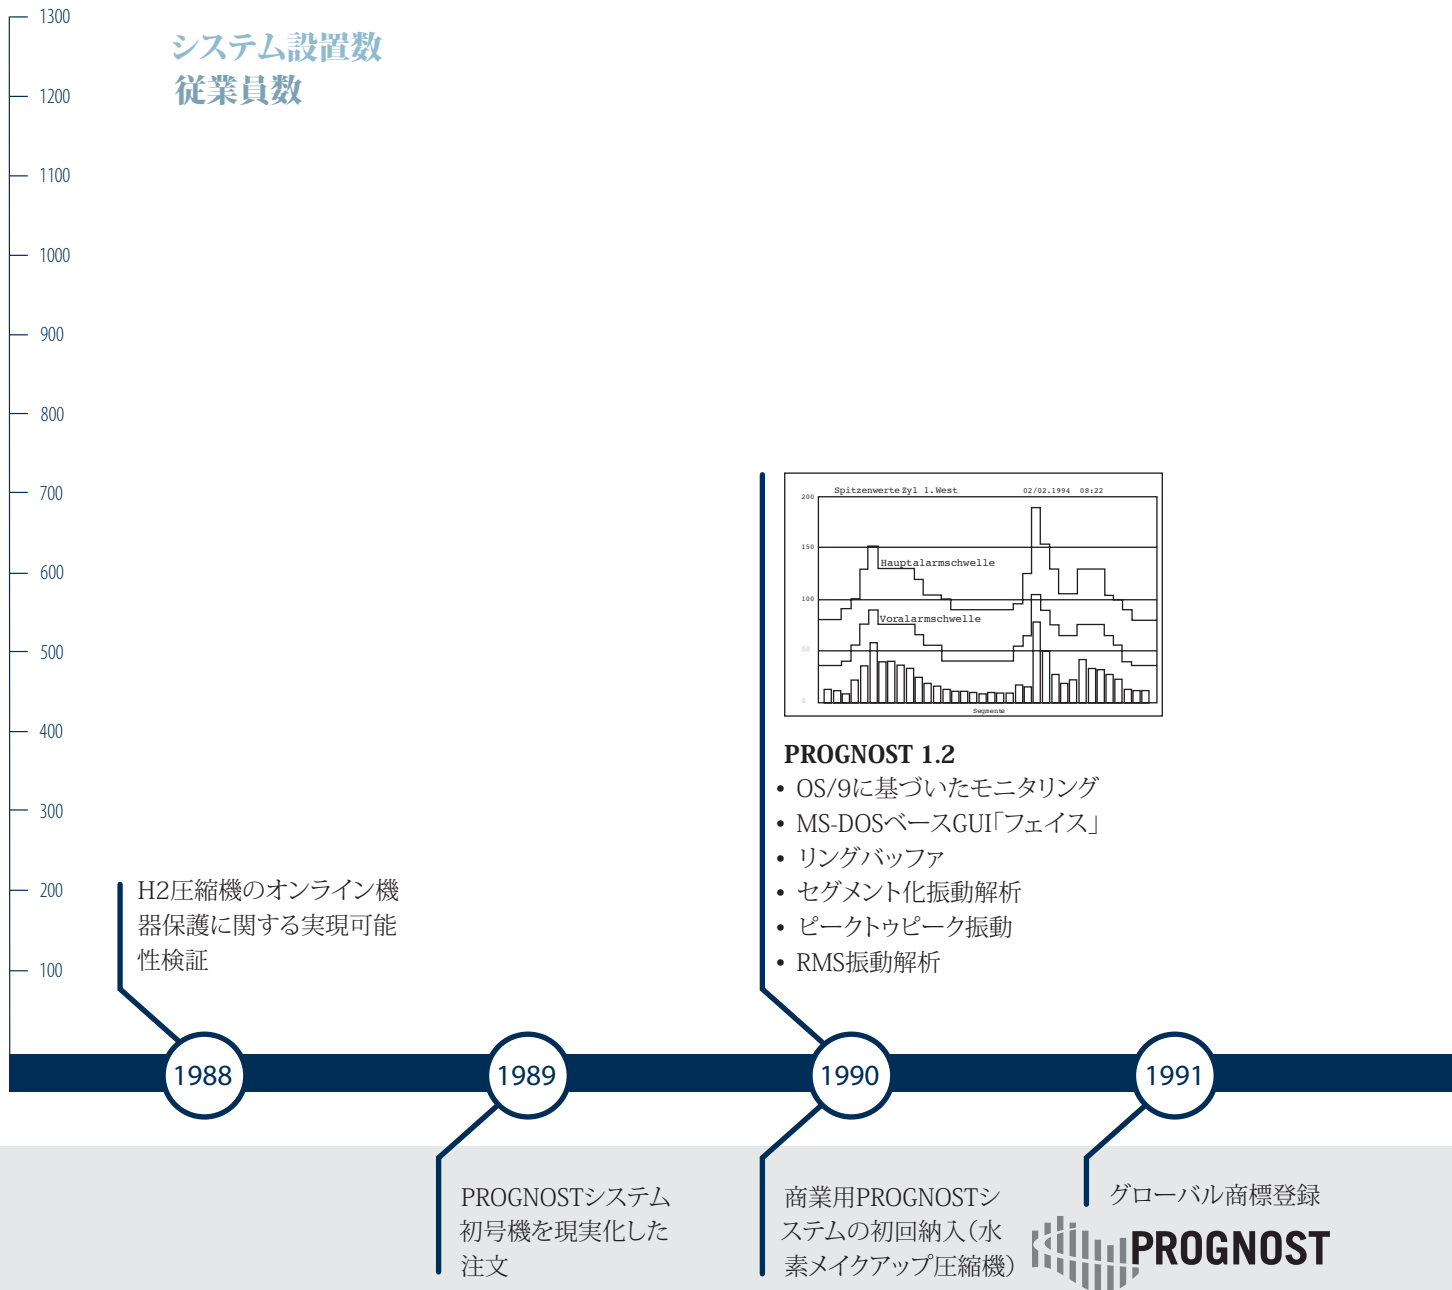 1300
1200
1100
1000
900
800
700
600
500
400
300
200
100
システム設置数
従業員数
H2圧縮機のオンライン機
器保護に関する実現可能
性検証
Spitzenwerte Zyl 1.West 02/02.1994 08:22
200
150
100
50
0
Hauptalarmschwelle
Voralarmschwelle
Segmente
PROGNOST 1.2
• OS/9に基づいたモニタリング
• MS-DOSベースGUI「フェイス」
• リングバッファ
• セグメント化振動解析
• ピークトゥピーク振動
• RMS振動解析
1988
1989
1990
1991
PROGNOSTシステム
初号機を現実化した
注文
商業用PROGNOSTシ
ステムの初回納入（水
素メイクアップ圧縮機）
グローバル商標登録
PROGNOST